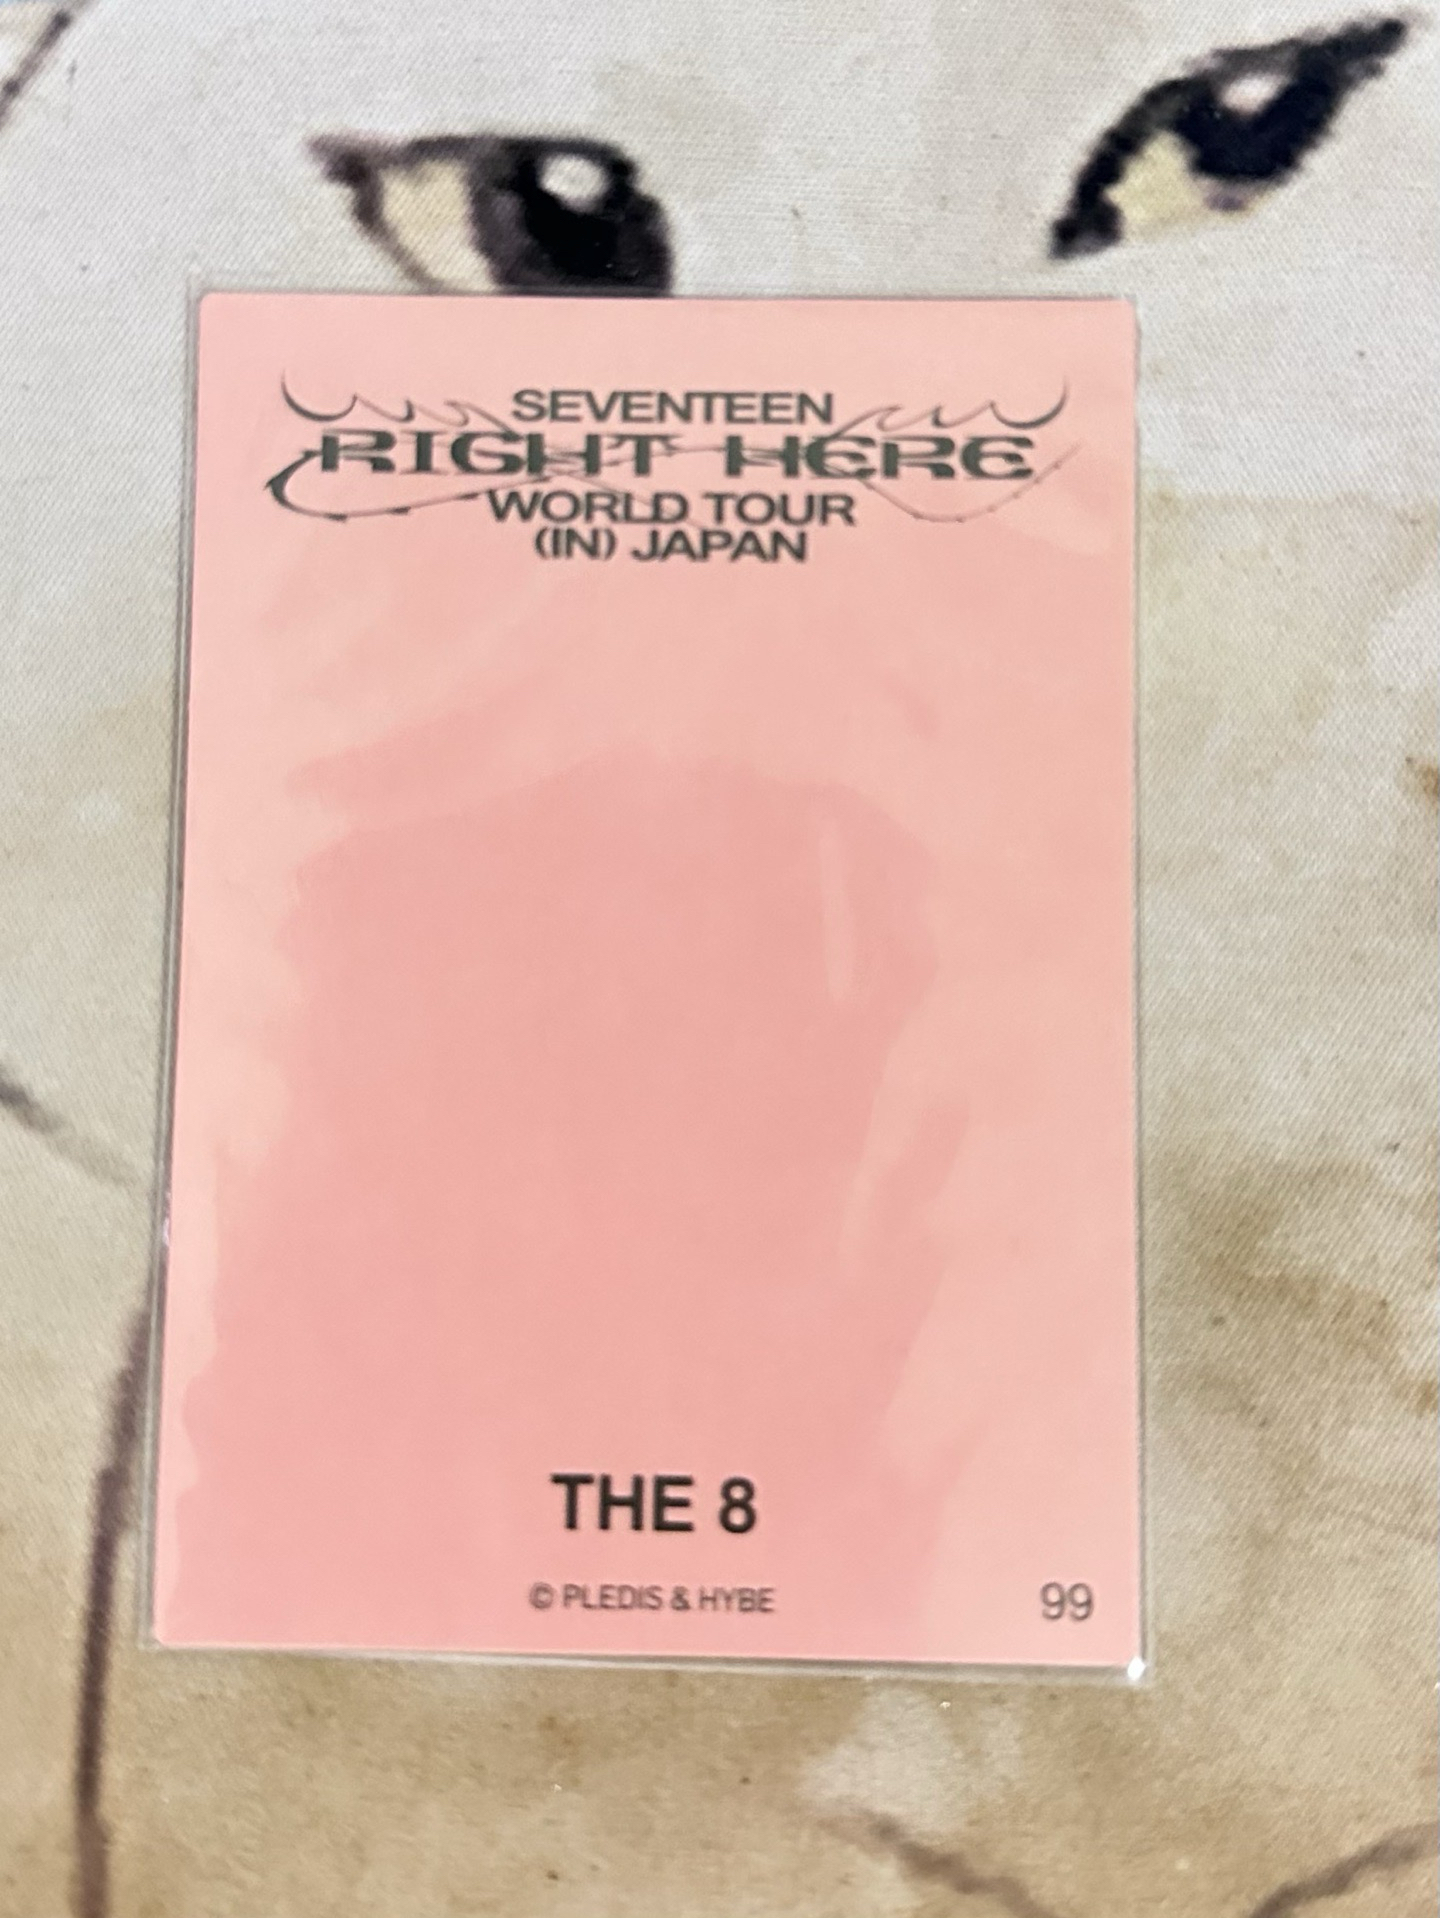 SEVENTEEN
RIGHT HERE
WORLD TOUR
(IN) JAPAN
THE 8
© PLEDIS & HYBE
99